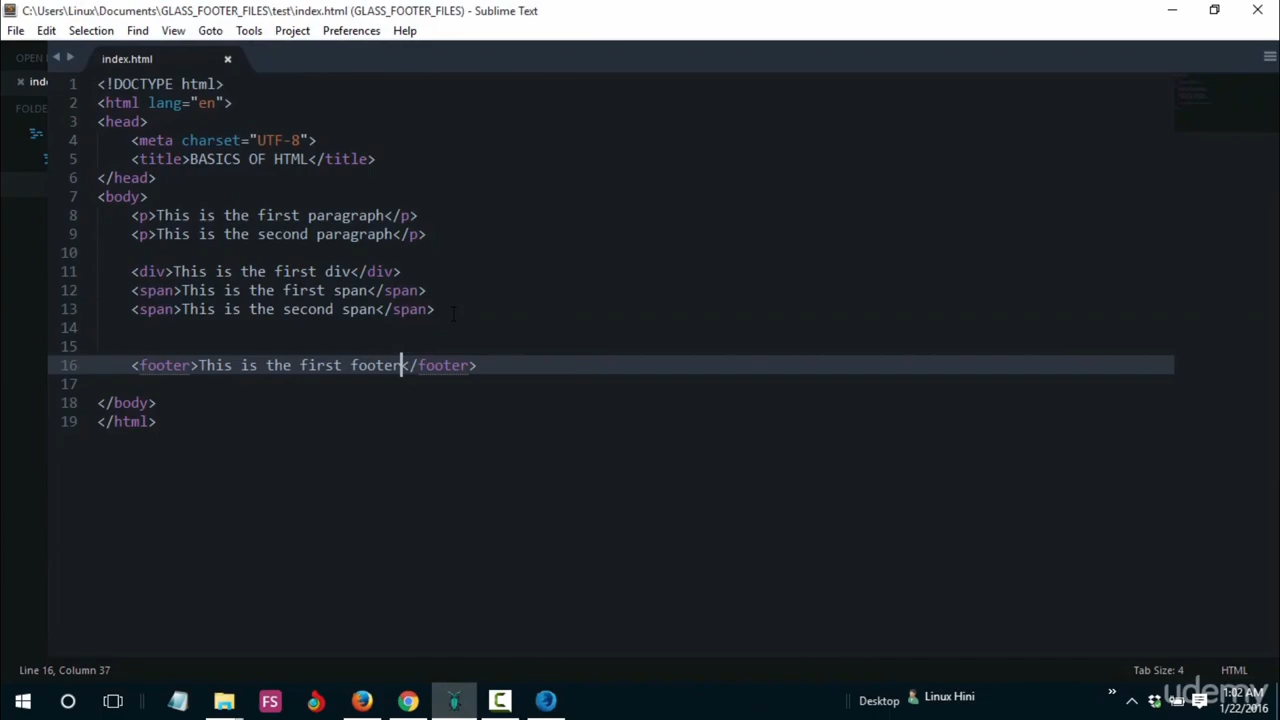 C:\Users\Linux\Documents\GLASS_FOOTER_FILES\test\index.html (GLASS_FOOTER_FILES) - Sublime Text
File Edit Selection Find View Goto Tools Project Preferences Help
OPEN
index.html
inde
FOLDE
1 <!DOCTYPE html>
2 <html lang="en">
3 <head>
4 <meta charset="UTF-8">
5 <title>BASICS OF HTML</title>
6 </head>
7 <body>
8 <p>This is the first paragraph</p>
9 <p>This is the second paragraph</p>
10
11 <div>This is the first div</div>
12 <span>This is the first span</span>
13 <span>This is the second span</span>
14
15
16 <footer>This is the first footer</footer>
17
18 </body>
19 </html>
Line 16, Column 37
Tab Size: 4
HTML
FS
Desktop
Linux Hini
udemy
1:02 AM
1/22/2016